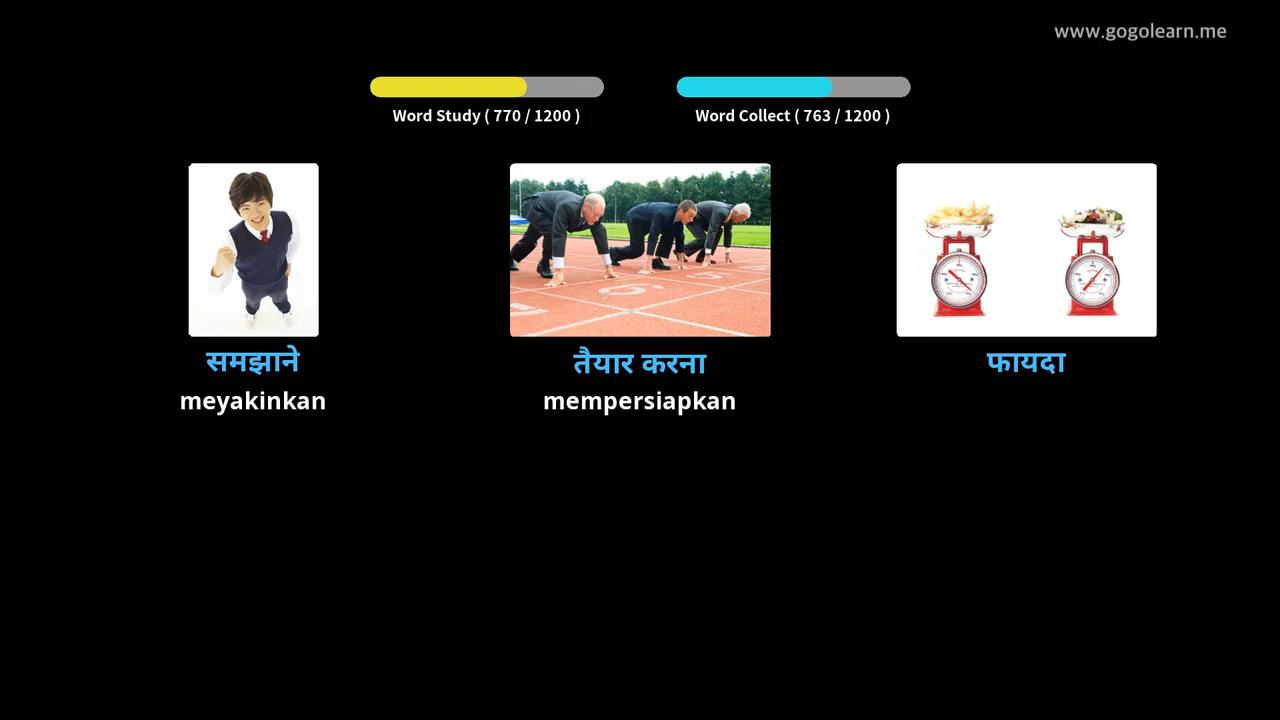 www.gogolearn.me
Word Study ( 770 / 1200 )
Word Collect ( 763 / 1200 )
समझाने
meyakinkan
तैयार करना
mempersiapkan
फायदा